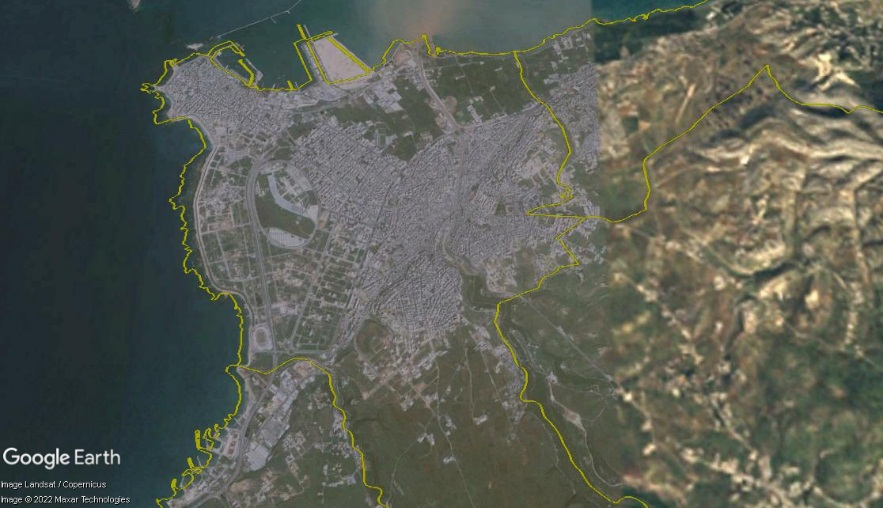 Google Earth
Image Landsat / Copernicus
Image © 2022 Maxar Technologies